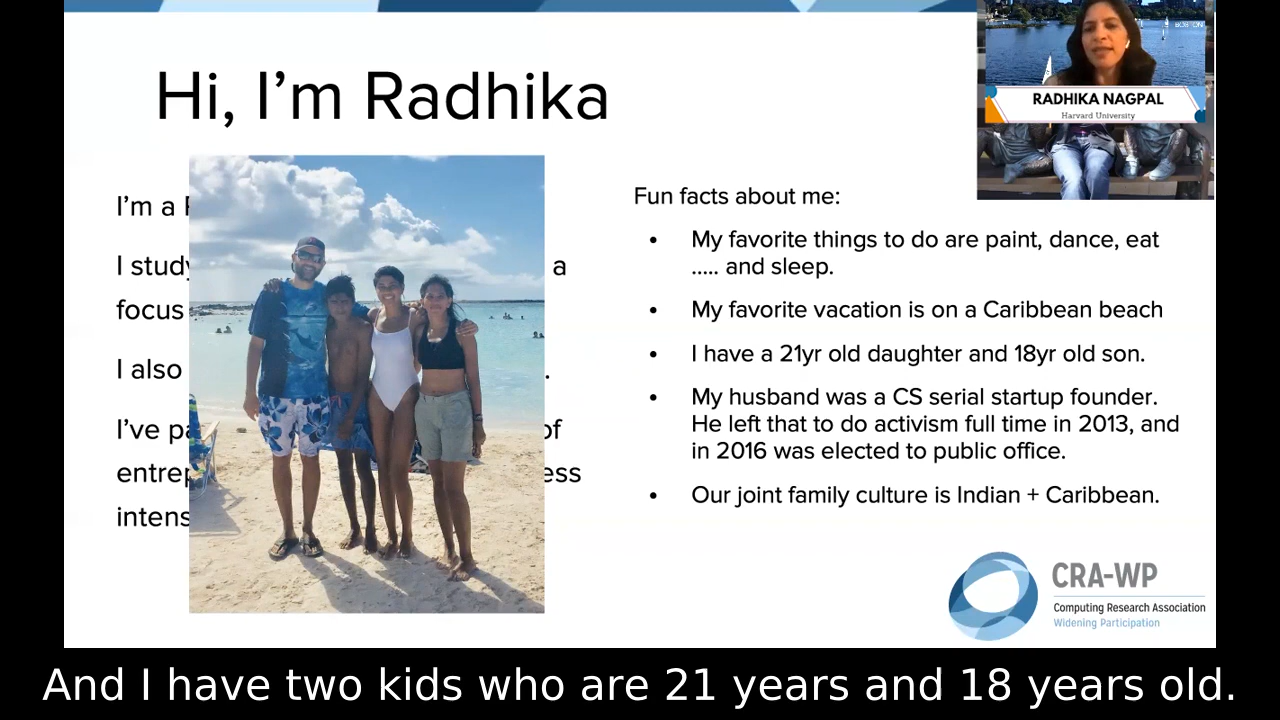 BOSTON
RADHIKA NAGPAL
Harvard University
Hi, I'm Radhika
I'm a
I study a
focus
I also .
I've of
intens
Fun facts about me:
• My favorite things to do are paint, dance, eat
..... and sleep.
• My favorite vacation is on a Caribbean beach
• I have a 21yr old daughter and 18yr old son.
• My husband was a CS serial startup founder.
He left that to do activism full time in 2013, and
in 2016 was elected to public office.
• Our joint family culture is Indian + Caribbean.
CRA-WP
Computing Research Association
Widening Participation
And I have two kids who are 21 years and 18 years old.